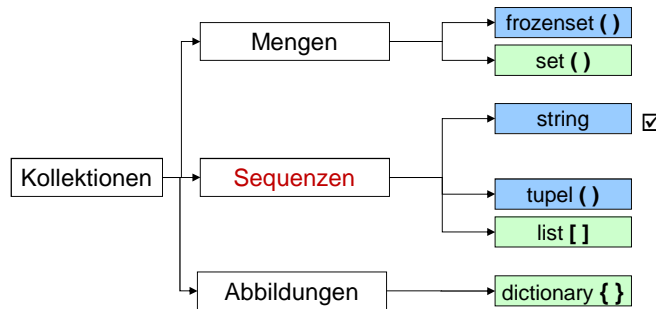 frozenset ( )
Mengen
set ( )
string
Kollektionen
Sequenzen
tupel ( )
list [ ]
Abbildungen
dictionary { }